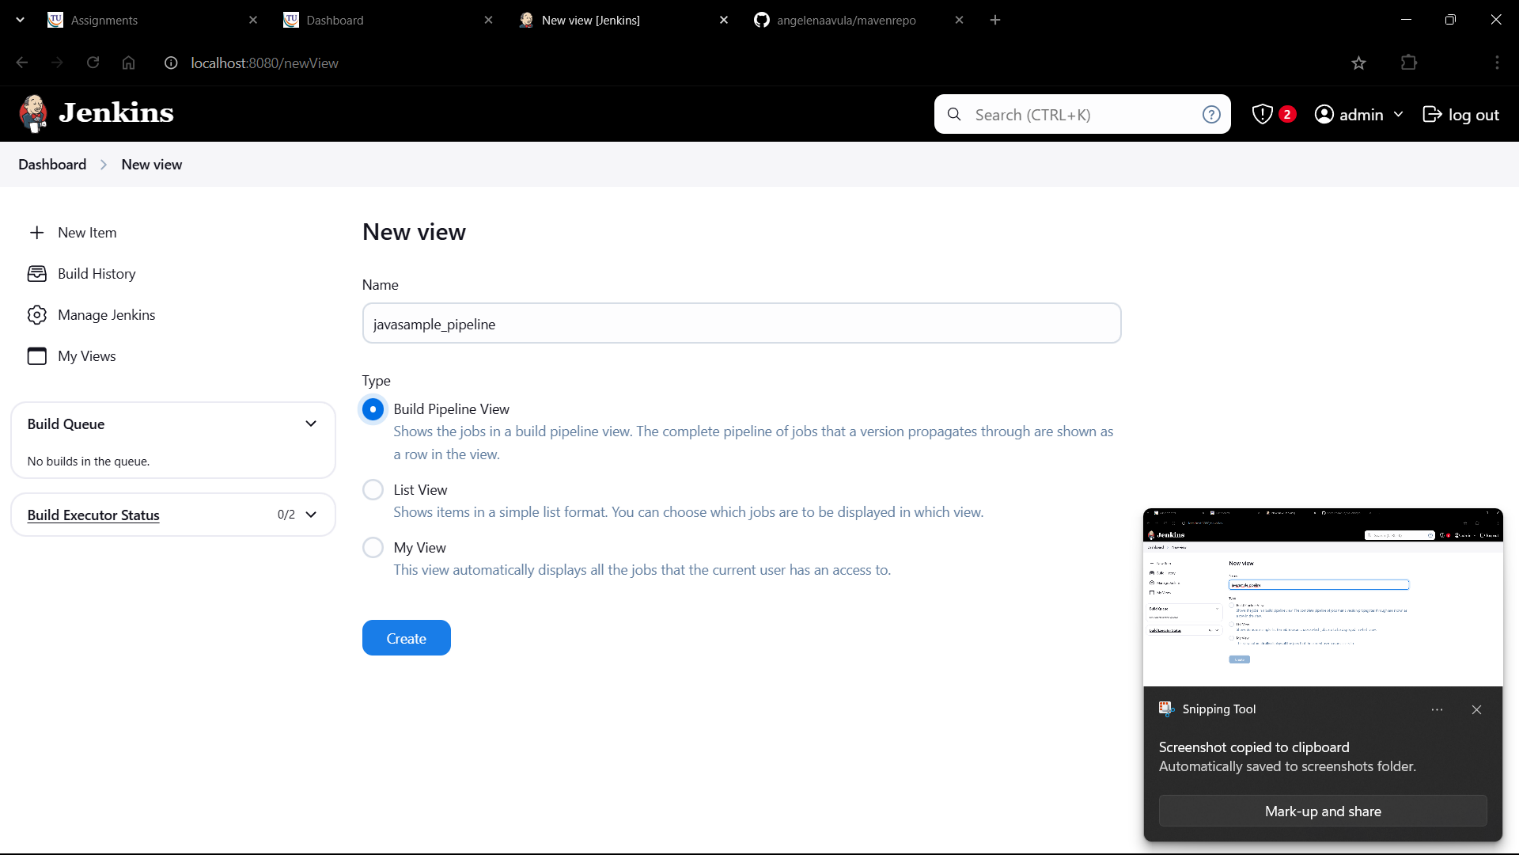 Assignments
Dashboard
New view [Jenkins]
angelenaavula/mavenrepo
localhost:8080/newView
Jenkins
Search (CTRL+K)
2
admin
log out
Dashboard
New view
New Item
Build History
Manage Jenkins
My Views
Build Queue
No builds in the queue.
Build Executor Status
0/2
New view
Name
javasample_pipeline
Type
Build Pipeline View
Shows the jobs in a build pipeline view. The complete pipeline of jobs that a version propagates through are shown as
a row in the view.
List View
Shows items in a simple list format. You can choose which jobs are to be displayed in which view.
My View
This view automatically displays all the jobs that the current user has an access to.
Create
Jenkins
New view
Snipping Tool
Screenshot copied to clipboard
Automatically saved to screenshots folder.
Mark-up and share